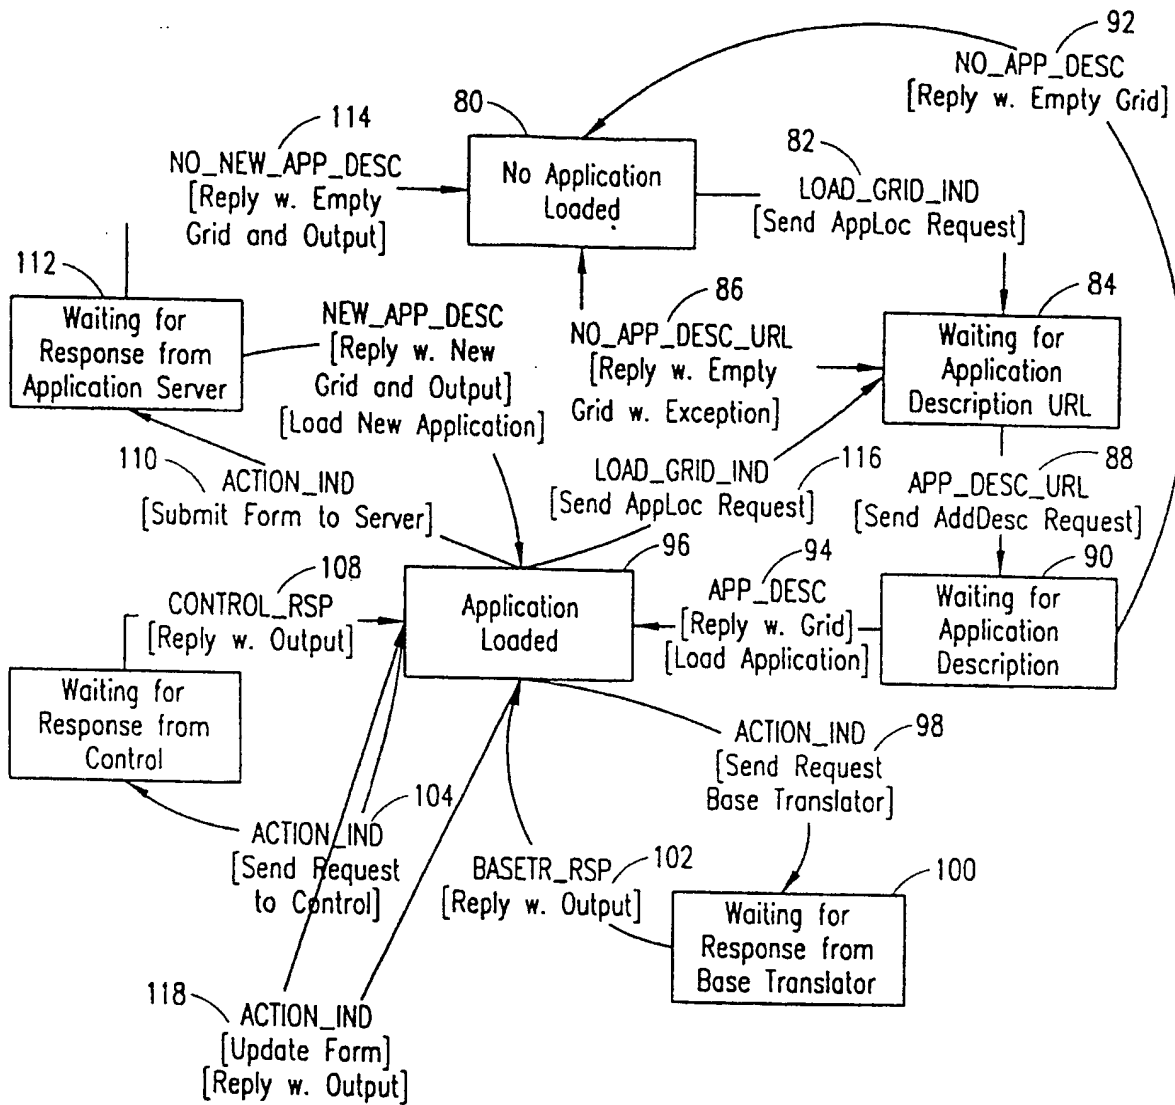 92
NO_APP_DESC
[Reply w. Empty Grid]
80
No Application
Loaded
114
NO_NEW_APP_DESC
[Reply w. Empty
Grid and Output]
82
LOAD_GRID_IND
[Send AppLoc Request]
112
Waiting for
Response from
Application Server
NEW_APP_DESC
[Reply w. New
Grid and Output]
[Load New Application]
86
NO_APP_DESC_URL
[Reply w. Empty
Grid w. Exception]
84
Waiting for
Application
Description URL
110
ACTION_IND
[Submit Form to Server]
LOAD_GRID_IND
[Send AppLoc Request]
116
88
APP_DESC_URL
[Send AddDesc Request]
108
CONTROL_RSP
[Reply w. Output]
96
Application
Loaded
94
APP_DESC
[Reply w. Grid]
[Load Application]
90
Waiting for
Application
Description
Waiting for
Response from
Control
98
ACTION_IND
[Send Request
Base Translator]
104
ACTION_IND
[Send Request
to Control]
102
BASETR_RSP
[Reply w. Output]
100
Waiting for
Response from
Base Translator
118
ACTION_IND
[Update Form]
[Reply w. Output]